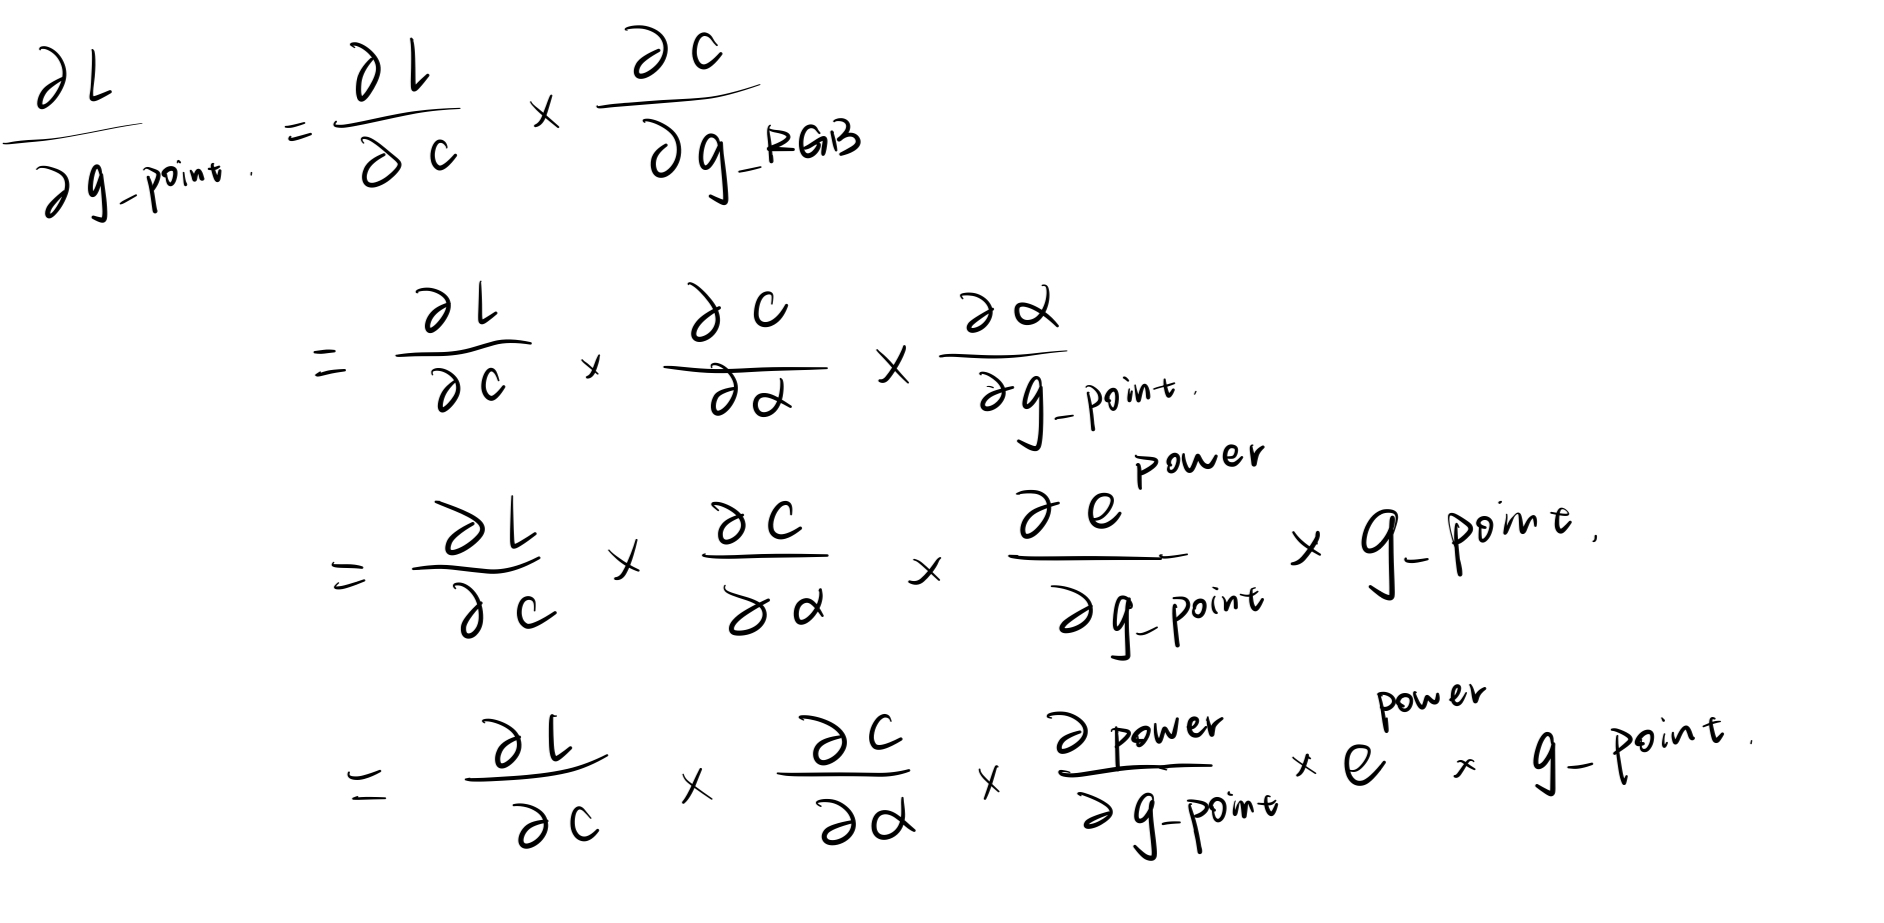 ∂L/∂g_point. = ∂L/∂c × ∂c/∂g_RGB
= ∂L/∂c × ∂c/∂α × ∂α/∂g_point.
= ∂L/∂c × ∂c/∂α × ∂e^power/∂g_point × g_point.
= ∂L/∂c × ∂c/∂α × ∂power/∂g_point × e^power × g_point.